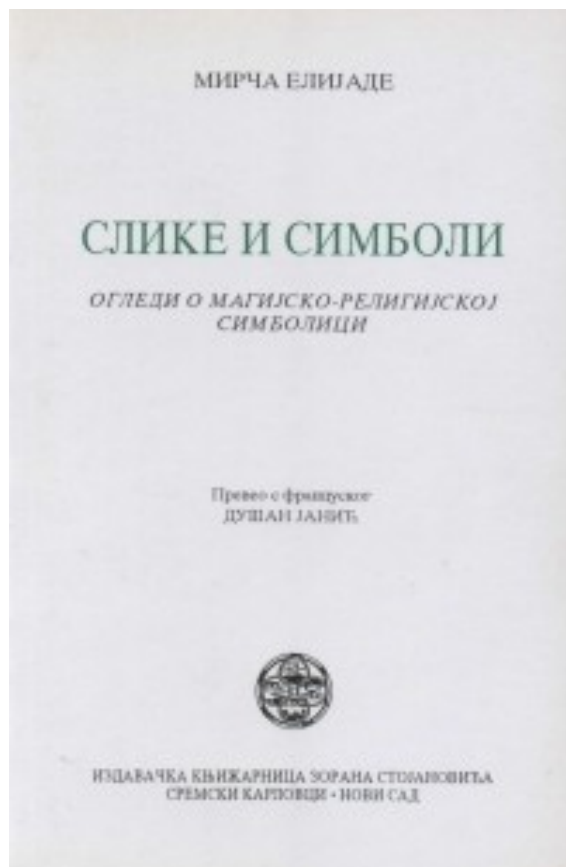 МИРЧА ЕЛИЈАДЕ
СЛИКЕ И СИМБОЛИ
ОГЛЕДИ О МАГИЈСКО-РЕЛИГИЈСКОЈ
СИМБОЛИЦИ
Превео с француског
ДУШАН ЈАНИЋ
ИЗДАВАЧКА КЊИЖАРНИЦА ЗОРАНА СТОЈАНОВИЋА
СРЕМСКИ КАРЛОВЦИ • НОВИ САД